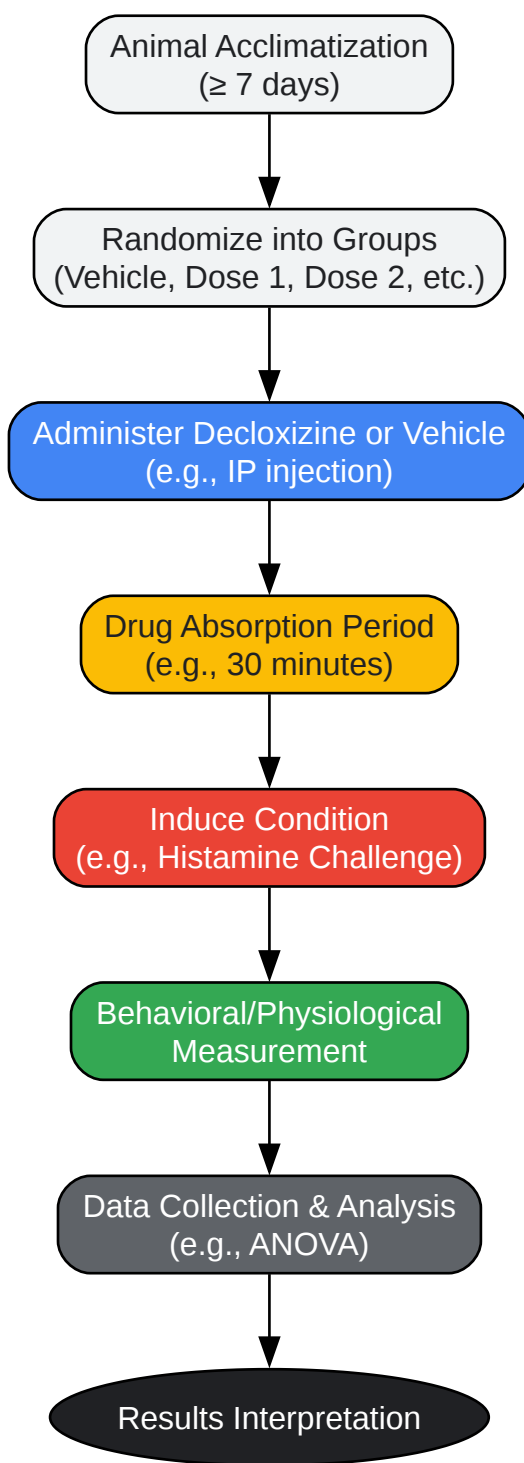 Animal Acclimatization
(≥ 7 days)
Randomize into Groups
(Vehicle, Dose 1, Dose 2, etc.)
Administer Decloxizine or Vehicle
(e.g., IP injection)
Drug Absorption Period
(e.g., 30 minutes)
Induce Condition
(e.g., Histamine Challenge)
Behavioral/Physiological
Measurement
Data Collection & Analysis
(e.g., ANOVA)
Results Interpretation